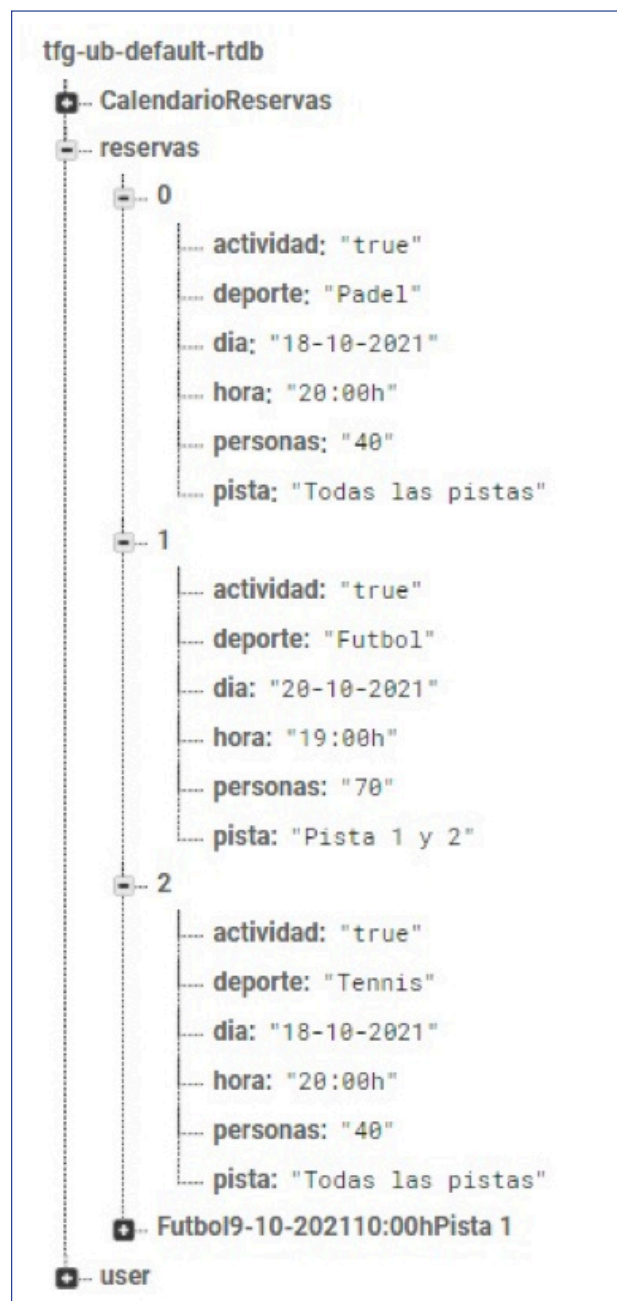 tfg-ub-default-rtdb
CalendarioReservas
reservas
0
actividad: "true"
deporte: "Padel"
dia: "18-10-2021"
hora: "20:00h"
personas: "40"
pista: "Todas las pistas"
1
actividad: "true"
deporte: "Futbol"
dia: "20-10-2021"
hora: "19:00h"
personas: "70"
pista: "Pista 1 y 2"
2
actividad: "true"
deporte: "Tennis"
dia: "18-10-2021"
hora: "20:00h"
personas: "40"
pista: "Todas las pistas"
Futbol9-10-202110:00hPista 1
user